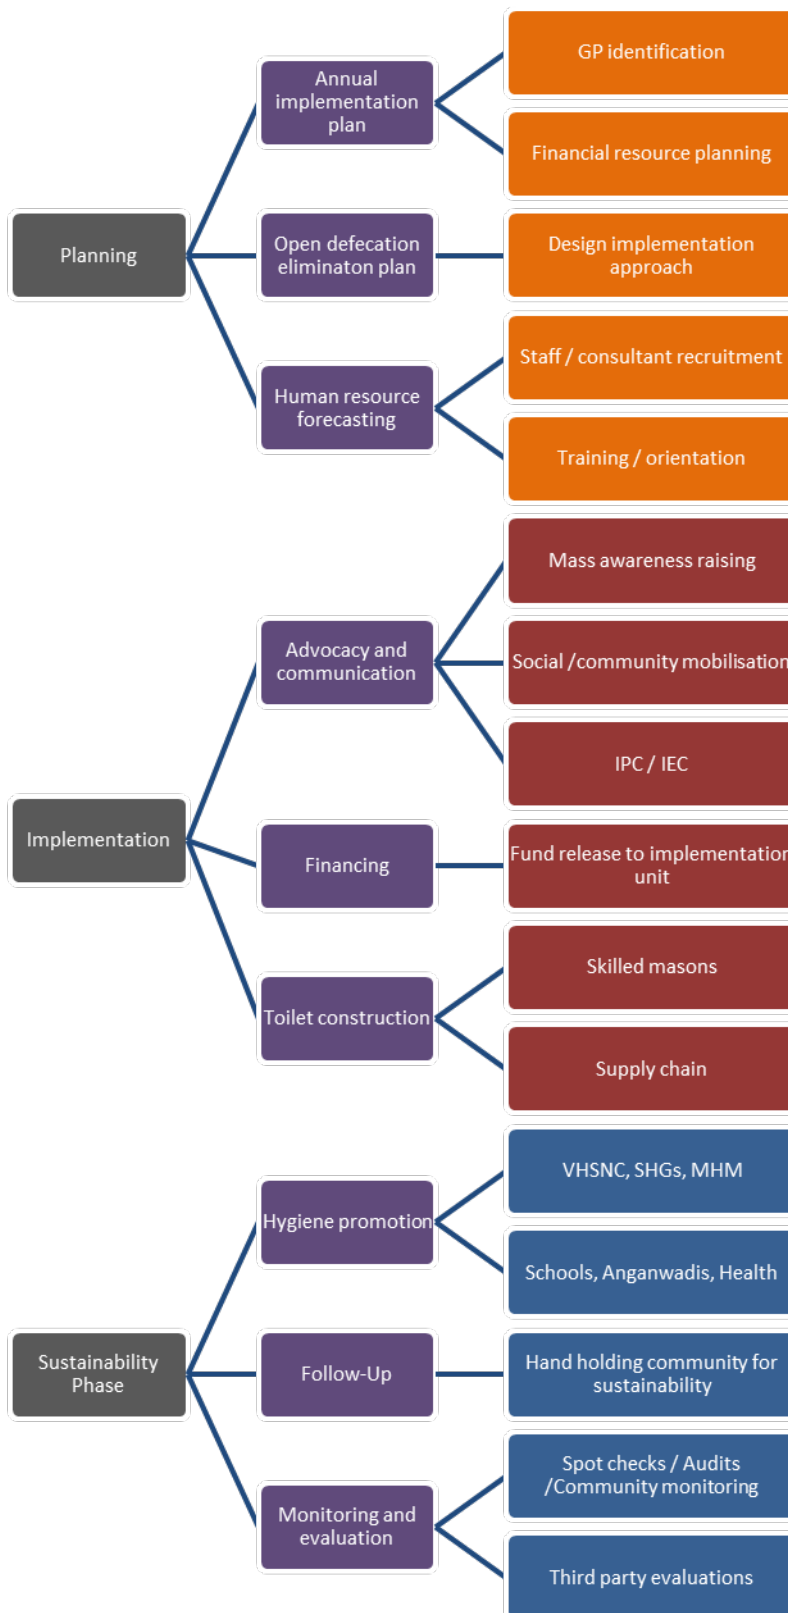 Planning
Annual
implementation
plan
GP identification
Financial resource planning
Open defecation
eliminaton plan
Design implementation
approach
Human resource
forecasting
Staff / consultant recruitment
Training / orientation
Implementation
Advocacy and
communication
Mass awareness raising
Social /community mobilisation
IPC / IEC
Financing
Fund release to implementation
unit
Toilet construction
Skilled masons
Supply chain
Sustainability
Phase
Hygiene promotion
VHSNC, SHGs, MHM
Schools, Anganwadis, Health
Follow-Up
Hand holding community for
sustainability
Monitoring and
evaluation
Spot checks / Audits
/Community monitoring
Third party evaluations